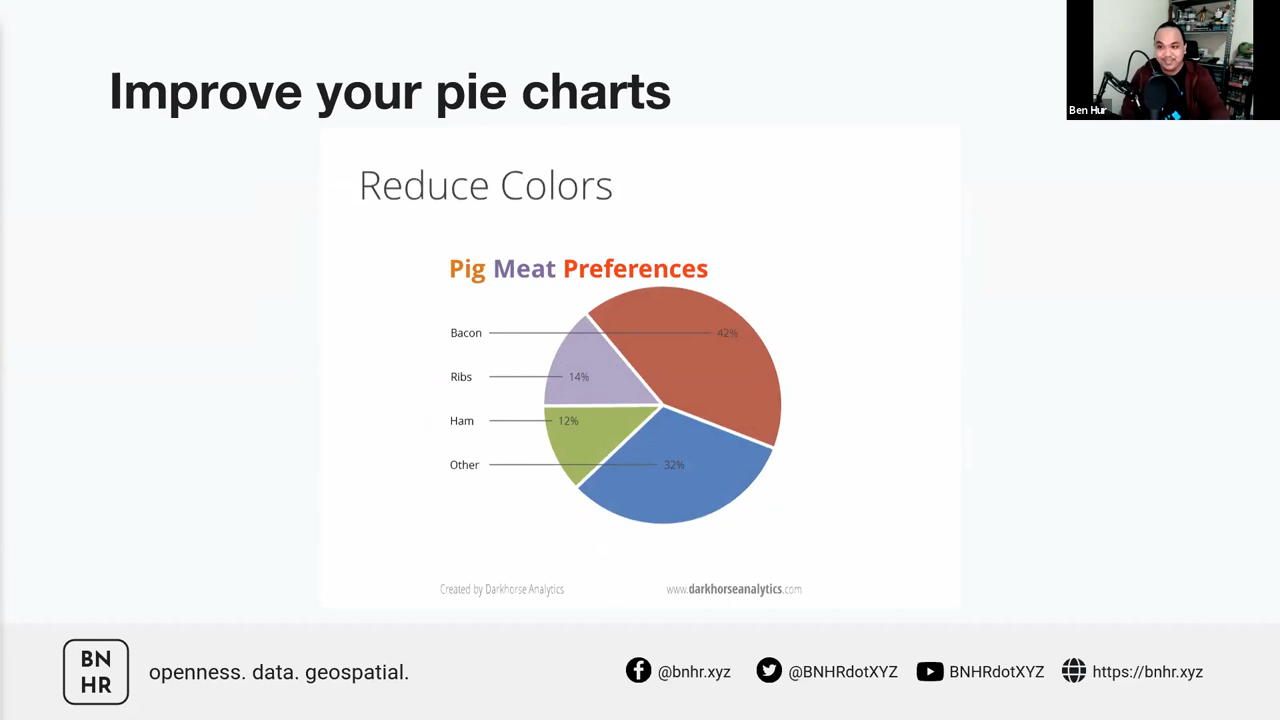 Improve your pie charts
Ben Hur
Reduce Colors
Pig Meat Preferences
Bacon 42%
Ribs 14%
Ham 12%
Other 32%
Created by Darkhorse Analytics www.darkhorseanalytics.com
BN
HR
openness. data. geospatial. @bnhr.xyz @BNHRdotXYZ BNHRdotXYZ https://bnhr.xyz